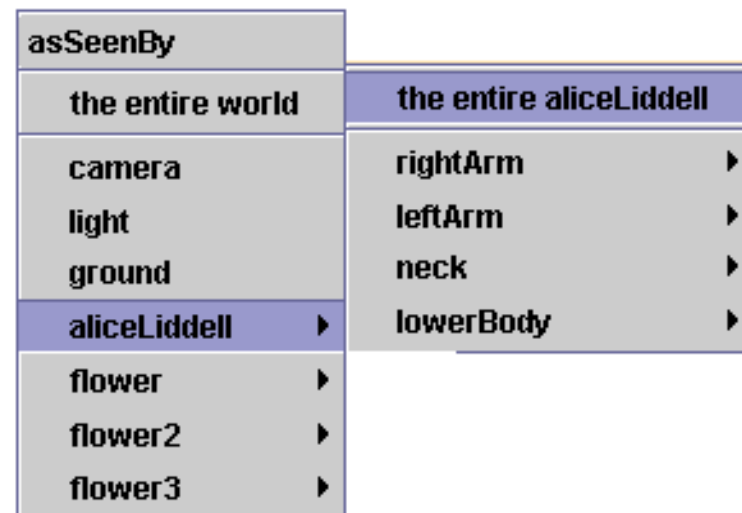 asSeenBy
the entire world
camera
light
ground
aliceLiddell
flower
flower2
flower3
the entire aliceLiddell
rightArm
leftArm
neck
lowerBody